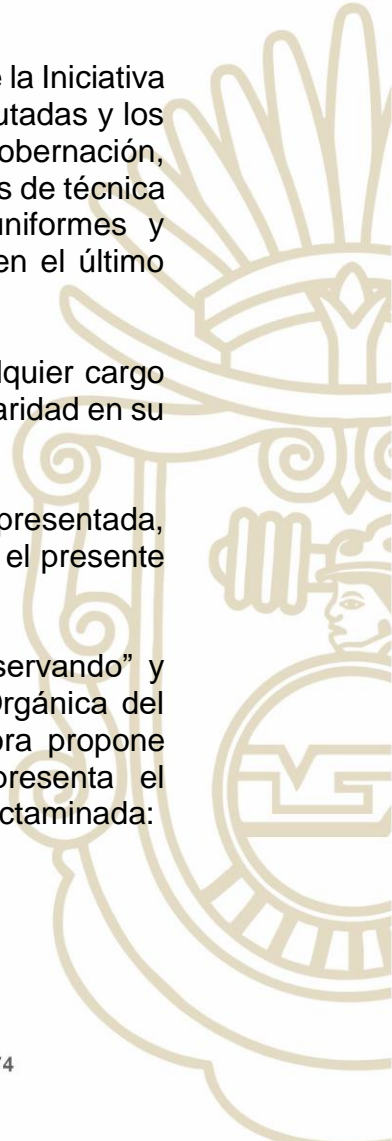 la Iniciativa
utadas y los
obernación,
s de técnica
uniformes y
en el último
lquier cargo
aridad en su
presentada,
el presente
servando” y
Orgánica del
ora propone
presenta el
ctaminada:
74